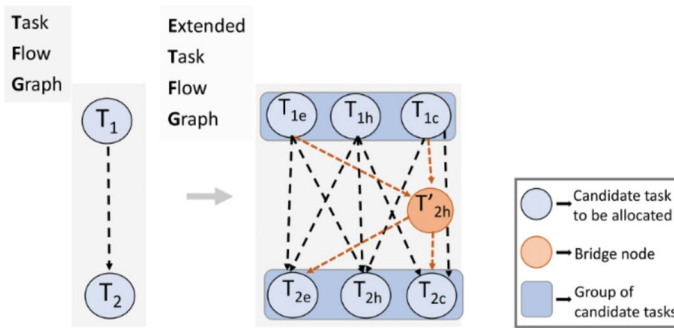 Task
Flow
Graph
Extended
Task
Flow
Graph
T1
T2
T1e
T1h
T1c
T'2h
T2e
T2h
T2c
Candidate task
to be allocated
Bridge node
Group of
candidate tasks